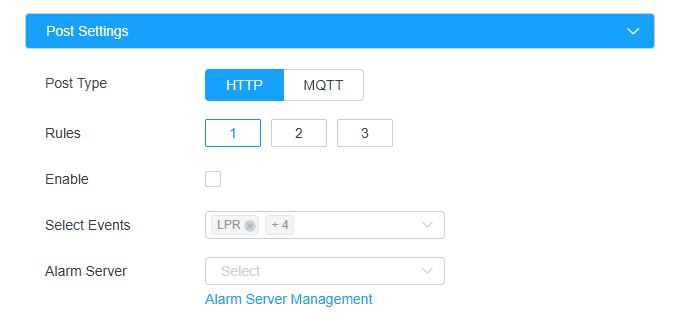 Post Settings
Post Type HTTP MQTT
Rules 1 2 3
Enable
Select Events LPR + 4
Alarm Server Select
Alarm Server Management